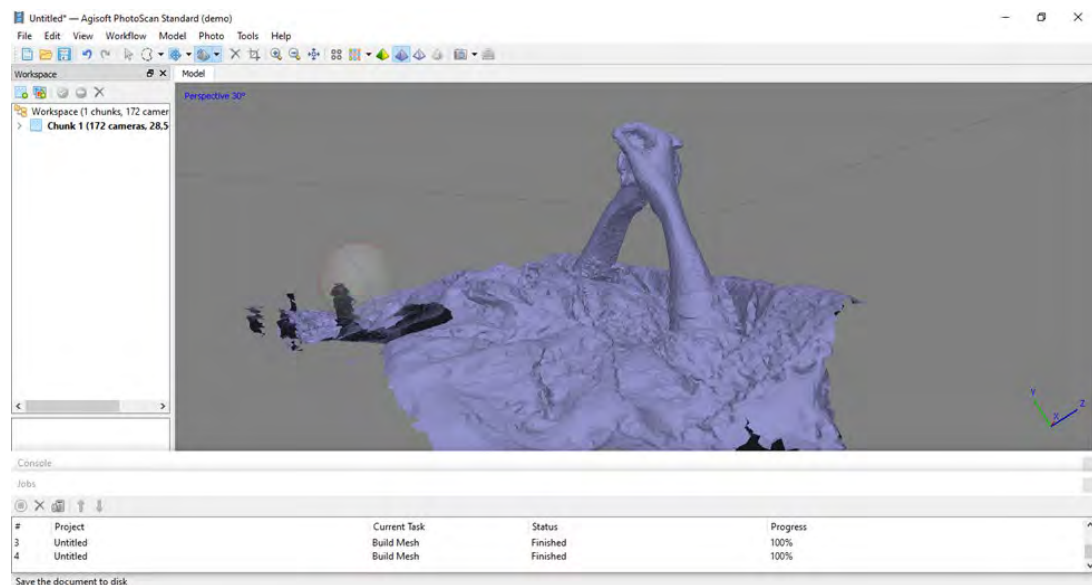 Untitled* — Agisoft PhotoScan Standard (demo)
File Edit View Workflow Model Photo Tools Help
Workspace
Model
Perspective 30°
Workspace (1 chunks, 172 camer
Chunk 1 (172 cameras, 28,5
Y
X
Z
Console
Jobs
# Project Current Task Status Progress
3 Untitled Build Mesh Finished 100%
4 Untitled Build Mesh Finished 100%
Save the document to disk